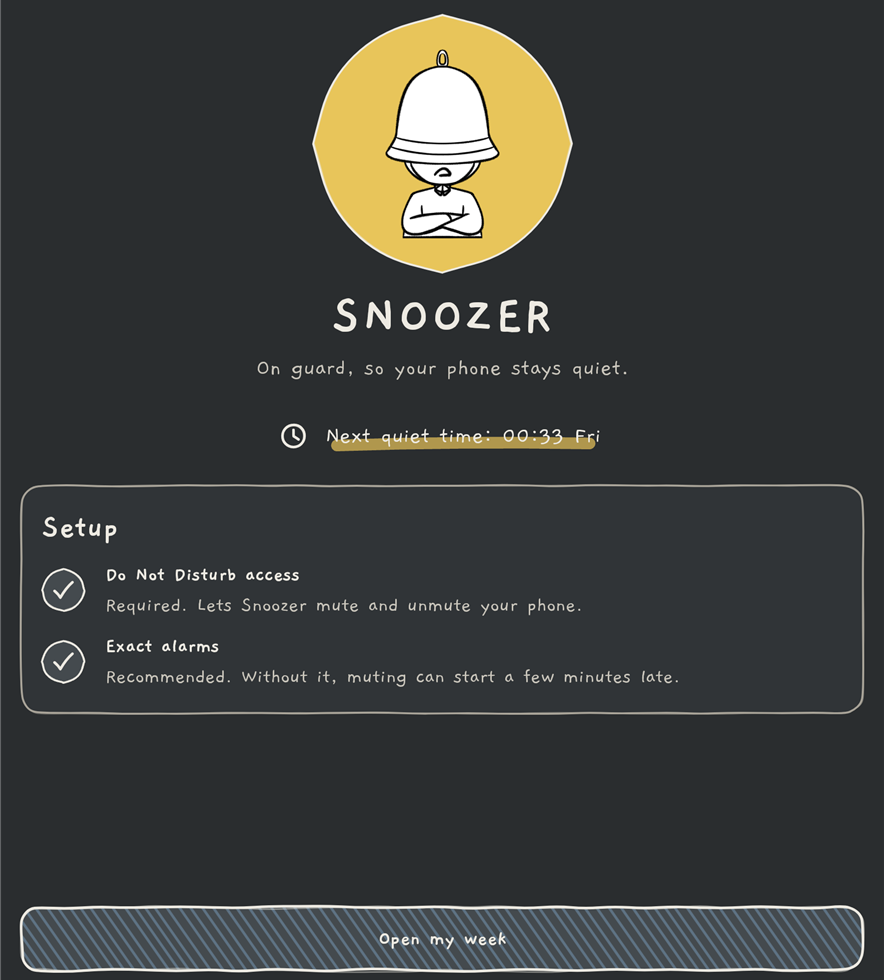 SNOOZER
On guard, so your phone stays quiet.
Next quiet time: 00:33 Fri
Setup
Do Not Disturb access
Required. Lets Snoozer mute and unmute your phone.
Exact alarms
Recommended. Without it, muting can start a few minutes late.
Open my week